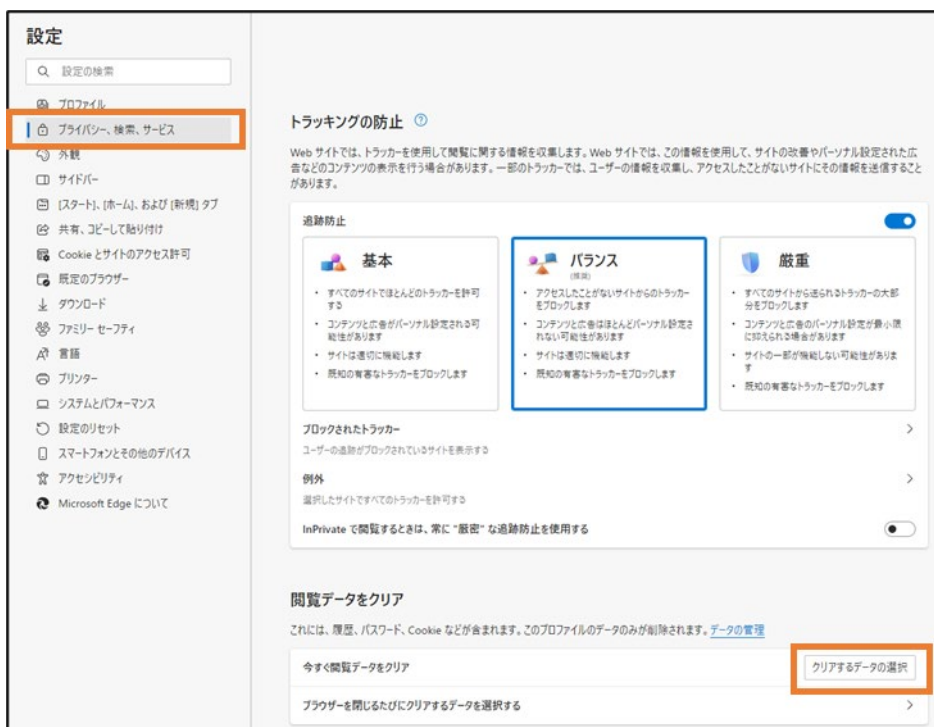 設定
設定の検索
プロファイル
プライバシー、検索、サービス
外観
サイドバー
[スタート]、[ホーム]、および [新規] タブ
共有、コピーして貼り付け
Cookie とサイトのアクセス許可
既定のブラウザー
ダウンロード
ファミリー セーフティ
言語
プリンター
システムとパフォーマンス
設定のリセット
スマートフォンとその他のデバイス
アクセシビリティ
Microsoft Edge について
トラッキングの防止
Web サイトでは、トラッカーを使用して閲覧に関する情報を収集します。Web サイトでは、この情報を使用して、サイトの改善やパーソナル設定された広
告などのコンテンツの表示を行う場合があります。一部のトラッカーでは、ユーザーの情報を収集し、アクセスしたことがないサイトにその情報を送信すること
があります。
追跡防止
基本
・ すべてのサイトでほとんどのトラッカーを許可
する
・ コンテンツと広告がパーソナル設定される可
能性があります
・ サイトは適切に機能します
・ 既知の有害なトラッカーをブロックします
バランス
(推奨)
・ アクセスしたことがないサイトからのトラッカー
をブロックします
・ コンテンツと広告はほとんどパーソナル設定さ
れない可能性があります
・ サイトは適切に機能します
・ 既知の有害なトラッカーをブロックします
厳重
・ すべてのサイトから送られるトラッカーの大部
分をブロックします
・ コンテンツと広告のパーソナル設定が最小限
に抑えられる場合があります
・ サイトの一部が機能しない可能性がありま
す
・ 既知の有害なトラッカーをブロックします
ブロックされたトラッカー
ユーザーの追跡がブロックされているサイトを表示する
例外
選択したサイトですべてのトラッカーを許可する
InPrivate で閲覧するときは、常に "厳密" な追跡防止を使用する
閲覧データをクリア
これには、履歴、パスワード、Cookie などが含まれます。このプロファイルのデータのみが削除されます。データの管理
今すぐ閲覧データをクリア
クリアするデータの選択
ブラウザーを閉じるたびにクリアするデータを選択する